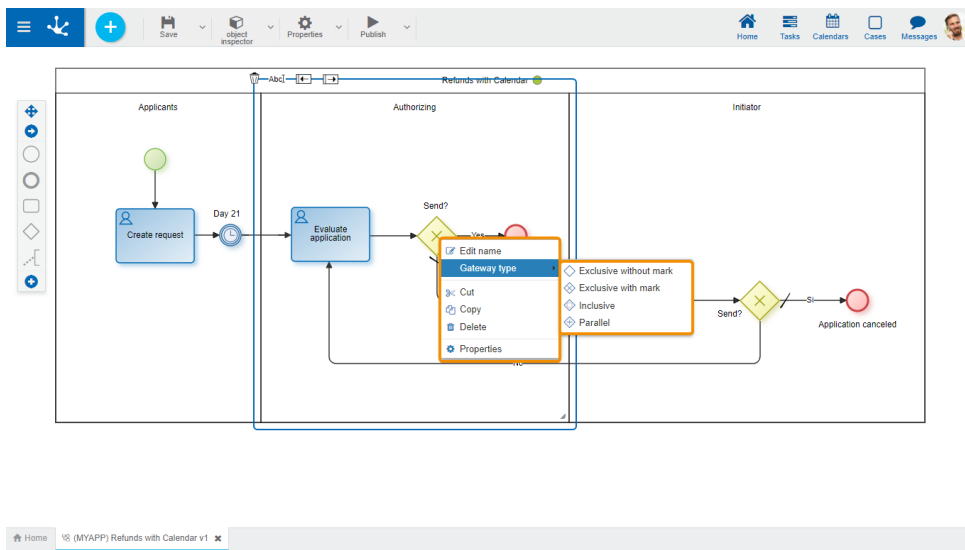 Save
object
inspector
Properties
Publish
Home
Tasks
Calendars
Cases
Messages
Abc
Refunds with Calendar
Applicants
Authorizing
Initiator
Create request
Day 21
Evaluate
application
Send?
Yes
Edit name
Gateway type
Cut
Copy
Delete
Properties
Exclusive without mark
Exclusive with mark
Inclusive
Parallel
No
Send?
Si
Application canceled
Home
(MYAPP) Refunds with Calendar v1